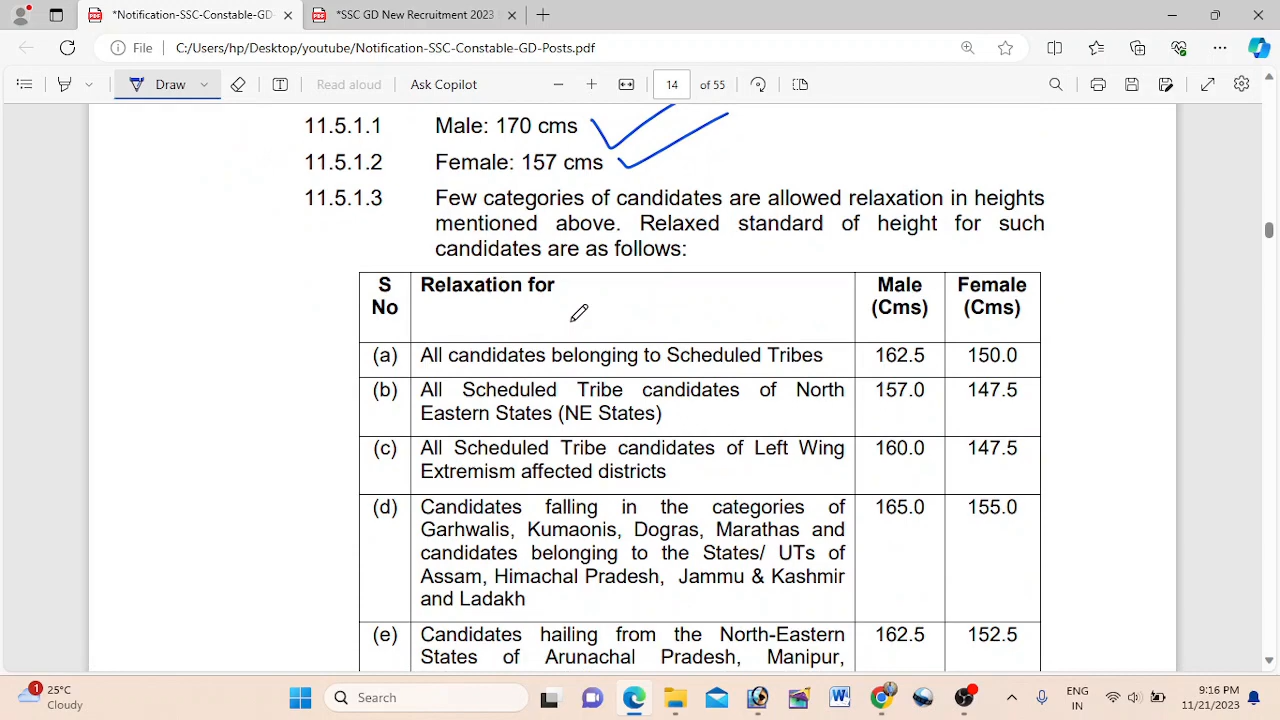 *Notification-SSC-Constable-GD-
*SSC GD New Recruitment 2023
File
C:/Users/hp/Desktop/youtube/Notification-SSC-Constable-GD-Posts.pdf
Draw
Read aloud
Ask Copilot
14 of 55
11.5.1.1 Male: 170 cms
11.5.1.2 Female: 157 cms
11.5.1.3 Few categories of candidates are allowed relaxation in heights
mentioned above. Relaxed standard of height for such
candidates are as follows:
S Relaxation for Male Female
No (Cms) (Cms)
(a) All candidates belonging to Scheduled Tribes 162.5 150.0
(b) All Scheduled Tribe candidates of North 157.0 147.5
Eastern States (NE States)
(c) All Scheduled Tribe candidates of Left Wing 160.0 147.5
Extremism affected districts
(d) Candidates falling in the categories of 165.0 155.0
Garhwalis, Kumaonis, Dogras, Marathas and
candidates belonging to the States/ UTs of
Assam, Himachal Pradesh, Jammu & Kashmir
and Ladakh
(e) Candidates hailing from the North-Eastern 162.5 152.5
States of Arunachal Pradesh, Manipur,
1
25°C
Cloudy
Search
ENG
IN
9:16 PM
11/21/2023